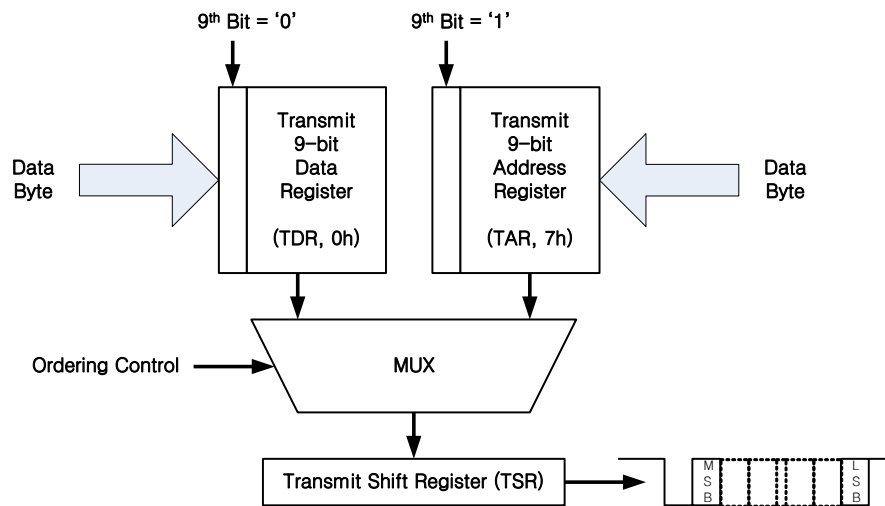 9th Bit = ‘0’
9th Bit = ‘1’
Data
Byte
Transmit
9-bit
Data
Register
(TDR, 0h)
Transmit
9-bit
Address
Register
(TAR, 7h)
Data
Byte
Ordering Control
MUX
Transmit Shift Register (TSR)
M
S
B
L
S
B